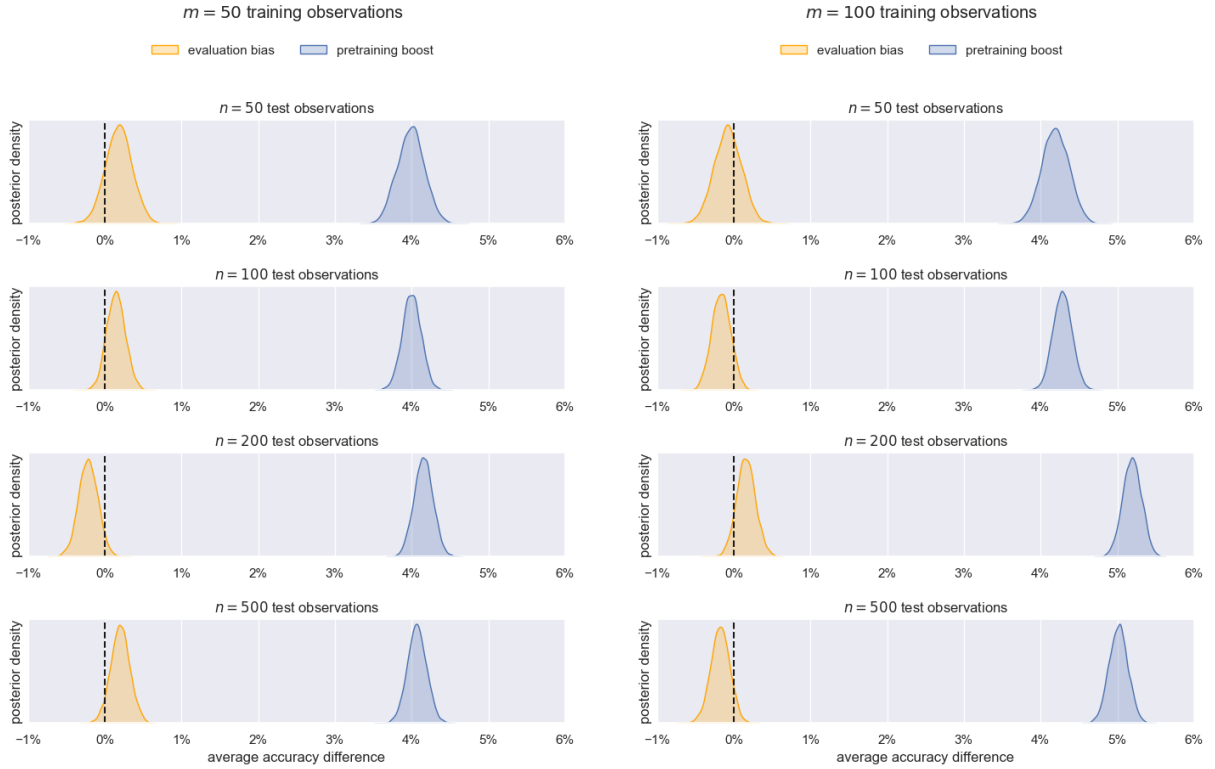 m = 50 training observations
evaluation bias pretraining boost
n = 50 test observations
posterior density
−1% 0% 1% 2% 3% 4% 5% 6%
n = 100 test observations
posterior density
−1% 0% 1% 2% 3% 4% 5% 6%
n = 200 test observations
posterior density
−1% 0% 1% 2% 3% 4% 5% 6%
n = 500 test observations
posterior density
−1% 0% 1% 2% 3% 4% 5% 6%
average accuracy difference
m = 100 training observations
evaluation bias pretraining boost
n = 50 test observations
posterior density
−1% 0% 1% 2% 3% 4% 5% 6%
n = 100 test observations
posterior density
−1% 0% 1% 2% 3% 4% 5% 6%
n = 200 test observations
posterior density
−1% 0% 1% 2% 3% 4% 5% 6%
n = 500 test observations
posterior density
−1% 0% 1% 2% 3% 4% 5% 6%
average accuracy difference